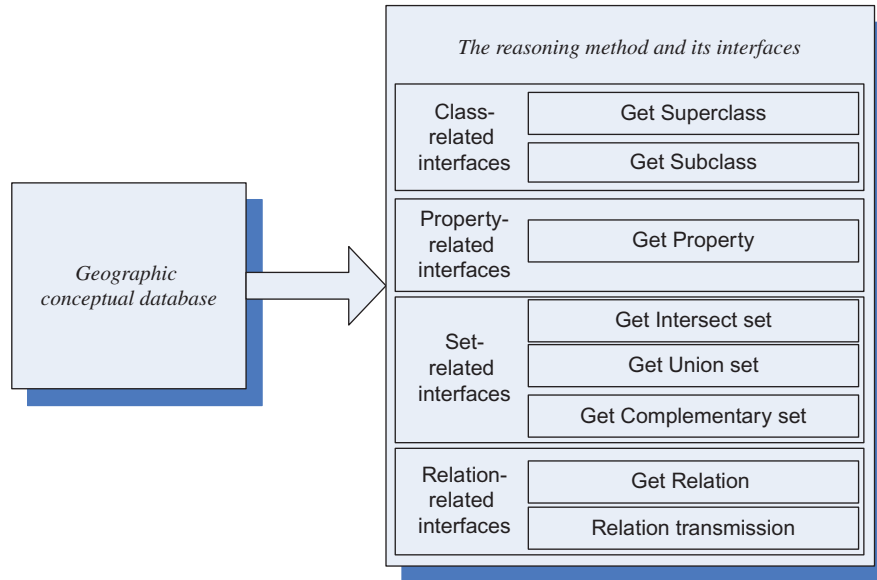 Geographic
conceptual database
The reasoning method and its interfaces
Class-
related
interfaces
Get Superclass
Get Subclass
Property-
related
interfaces
Get Property
Set-
related
interfaces
Get Intersect set
Get Union set
Get Complementary set
Relation-
related
interfaces
Get Relation
Relation transmission